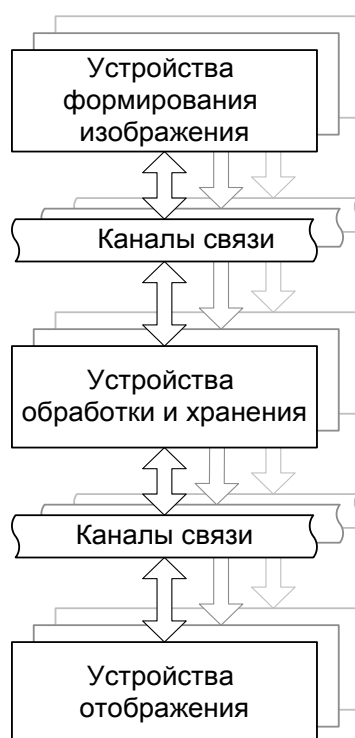 Устройства
формирования
изображения
Каналы связи
Устройства
обработки и хранения
Каналы связи
Устройства
отображения